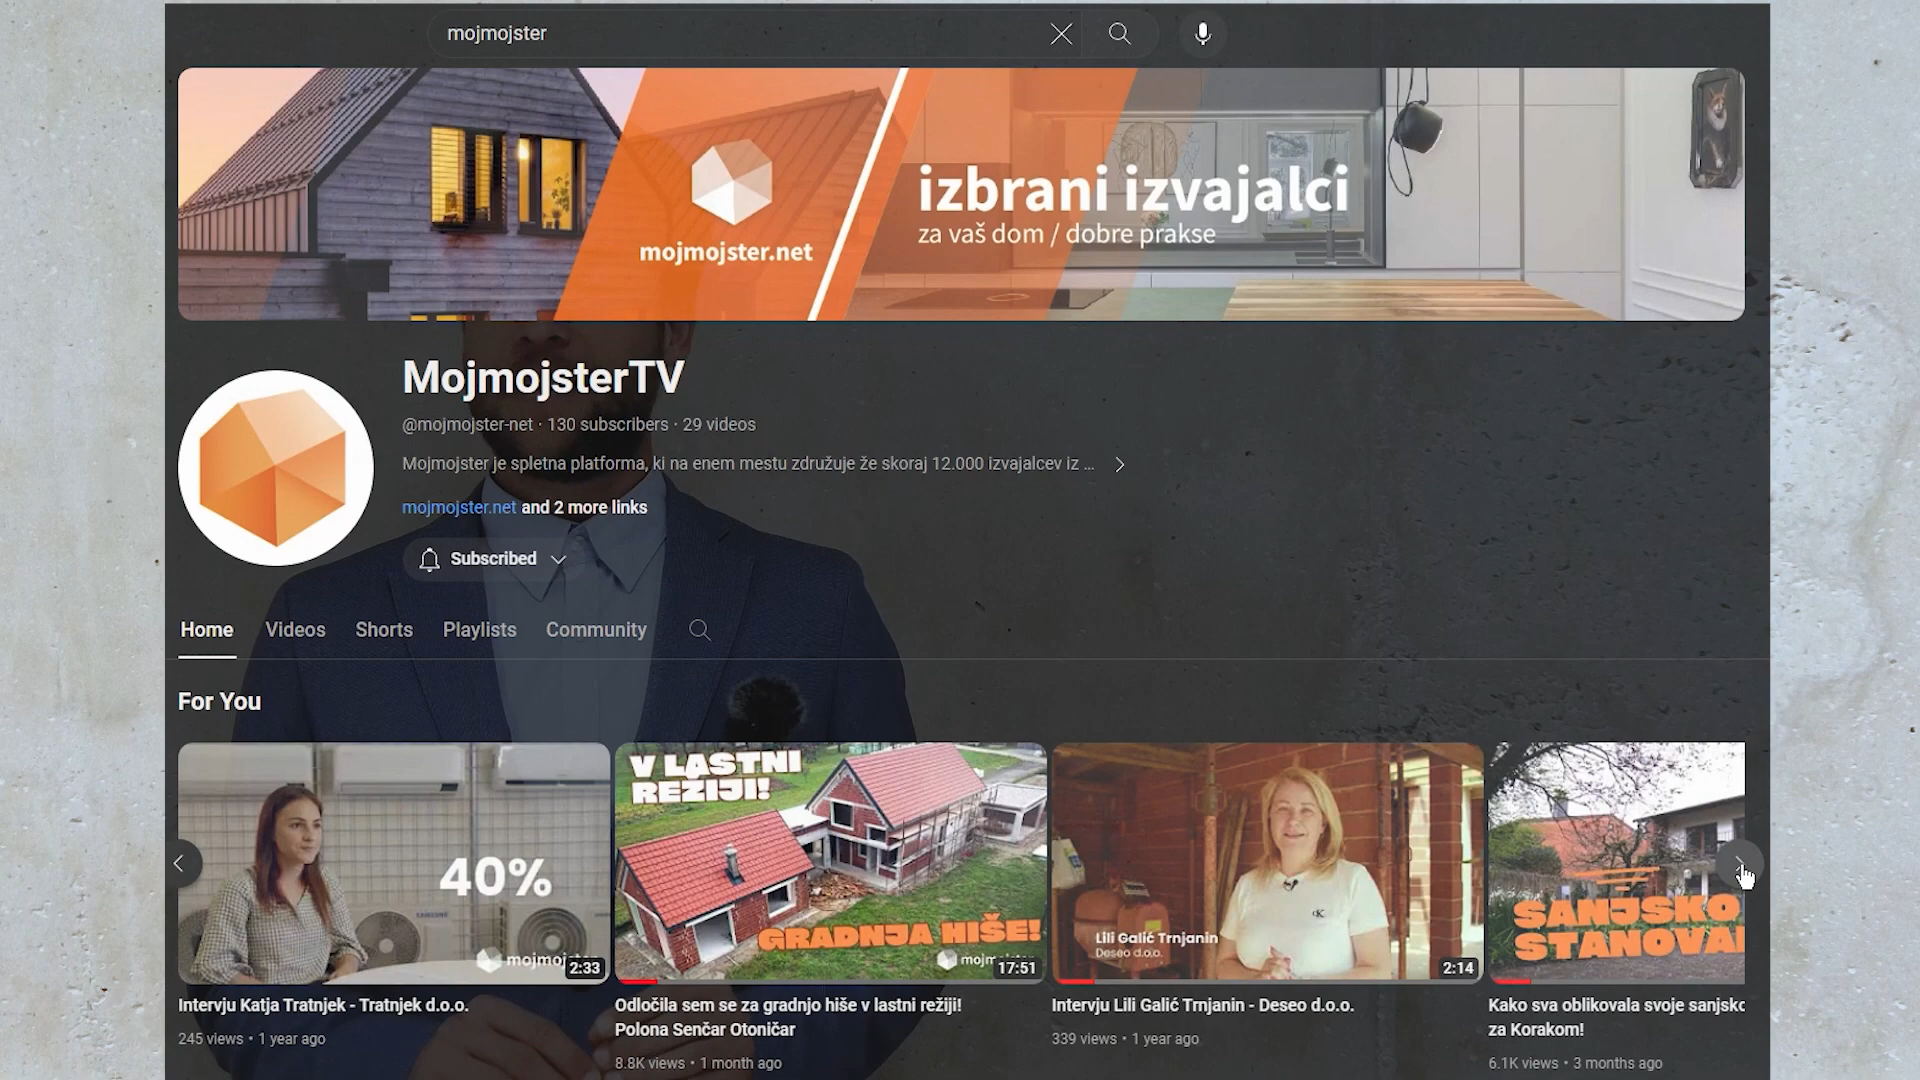 mojmojster
mojmojster.net
izbrani izvajalci
za vaš dom / dobre prakse
MojmojsterTV
@mojmojster-net · 130 subscribers · 29 videos
Mojmojster je spletna platforma, ki na enem mestu združuje že skoraj 12.000 izvajalcev iz ...
mojmojster.net and 2 more links
Subscribed
Home Videos Shorts Playlists Community
For You
40%
SAMSUNG
mojmoj
2:33
V LASTNI
REŽIJI!
GRADNJA HIŠE!
mojm
17:51
CK
Lili Galić Trnjanin
Deseo d.o.o.
2:14
SANJSKO
STANOVA
Intervju Katja Tratnjek - Tratnjek d.o.o.
245 views • 1 year ago
Odločila sem se za gradnjo hiše v lastni režiji!
Polona Senčar Otoničar
8.8K views • 1 month ago
Intervju Lili Galić Trnjanin - Deseo d.o.o.
339 views • 1 year ago
Kako sva oblikovala svoje sanjsko
za Korakom!
6.1K views • 3 months ago